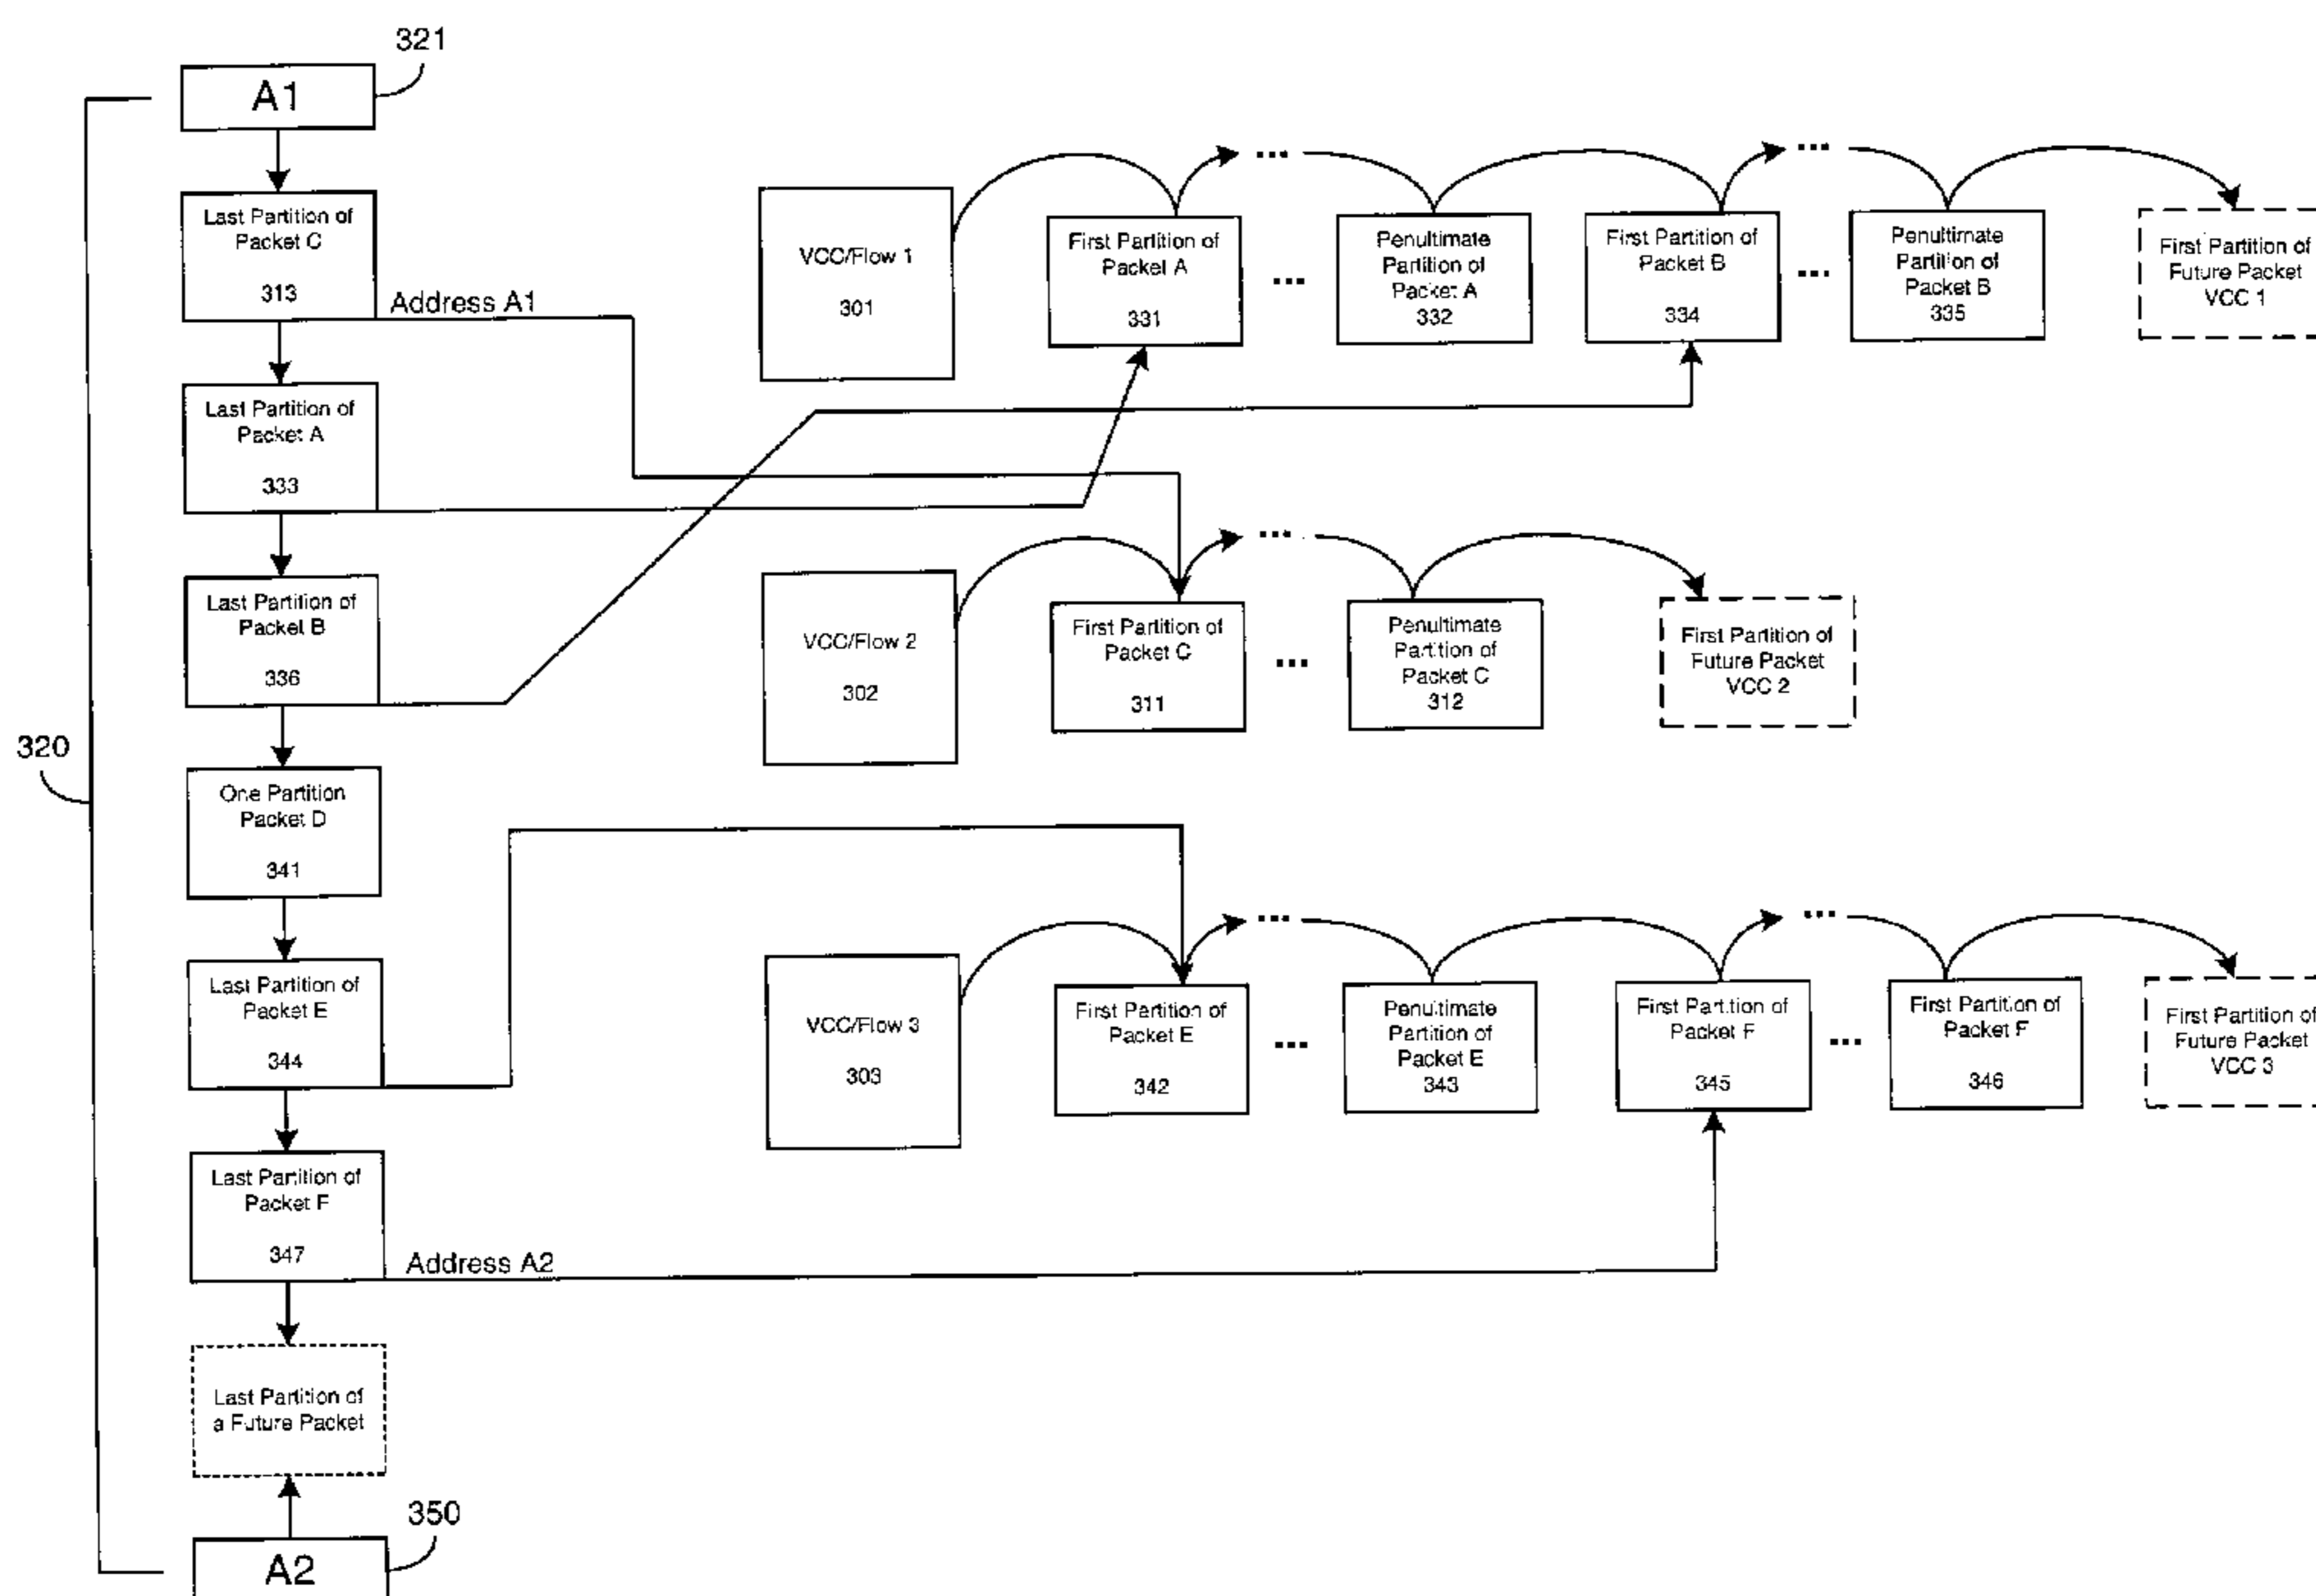 321
A1
Last Partition of
Packet C
313
Address A1
Last Partition of
Packet A
333
Last Partition of
Packet B
336
One Partition
Packet D
341
Last Partition of
Packet E
344
Last Partition of
Packet F
347
Address A2
Last Partition of
a Future Packet
350
A2
320
VCC/Flow 1
301
First Partition of
Packet A
331
...
...
Penultimate
Partition of
Packet A
332
First Partition of
Packet B
334
...
...
Penultimate
Partition of
Packet B
335
First Partition of
Future Packet
VCC 1
VCC/Flow 2
302
First Partition of
Packet C
311
...
...
Penultimate
Partition of
Packet C
312
First Partition of
Future Packet
VCC 2
VCC/Flow 3
303
First Partition of
Packet E
342
...
...
Penultimate
Partition of
Packet E
343
First Partition of
Packet F
345
...
...
First Partition of
Packet F
346
First Partition of
Future Packet
VCC 3